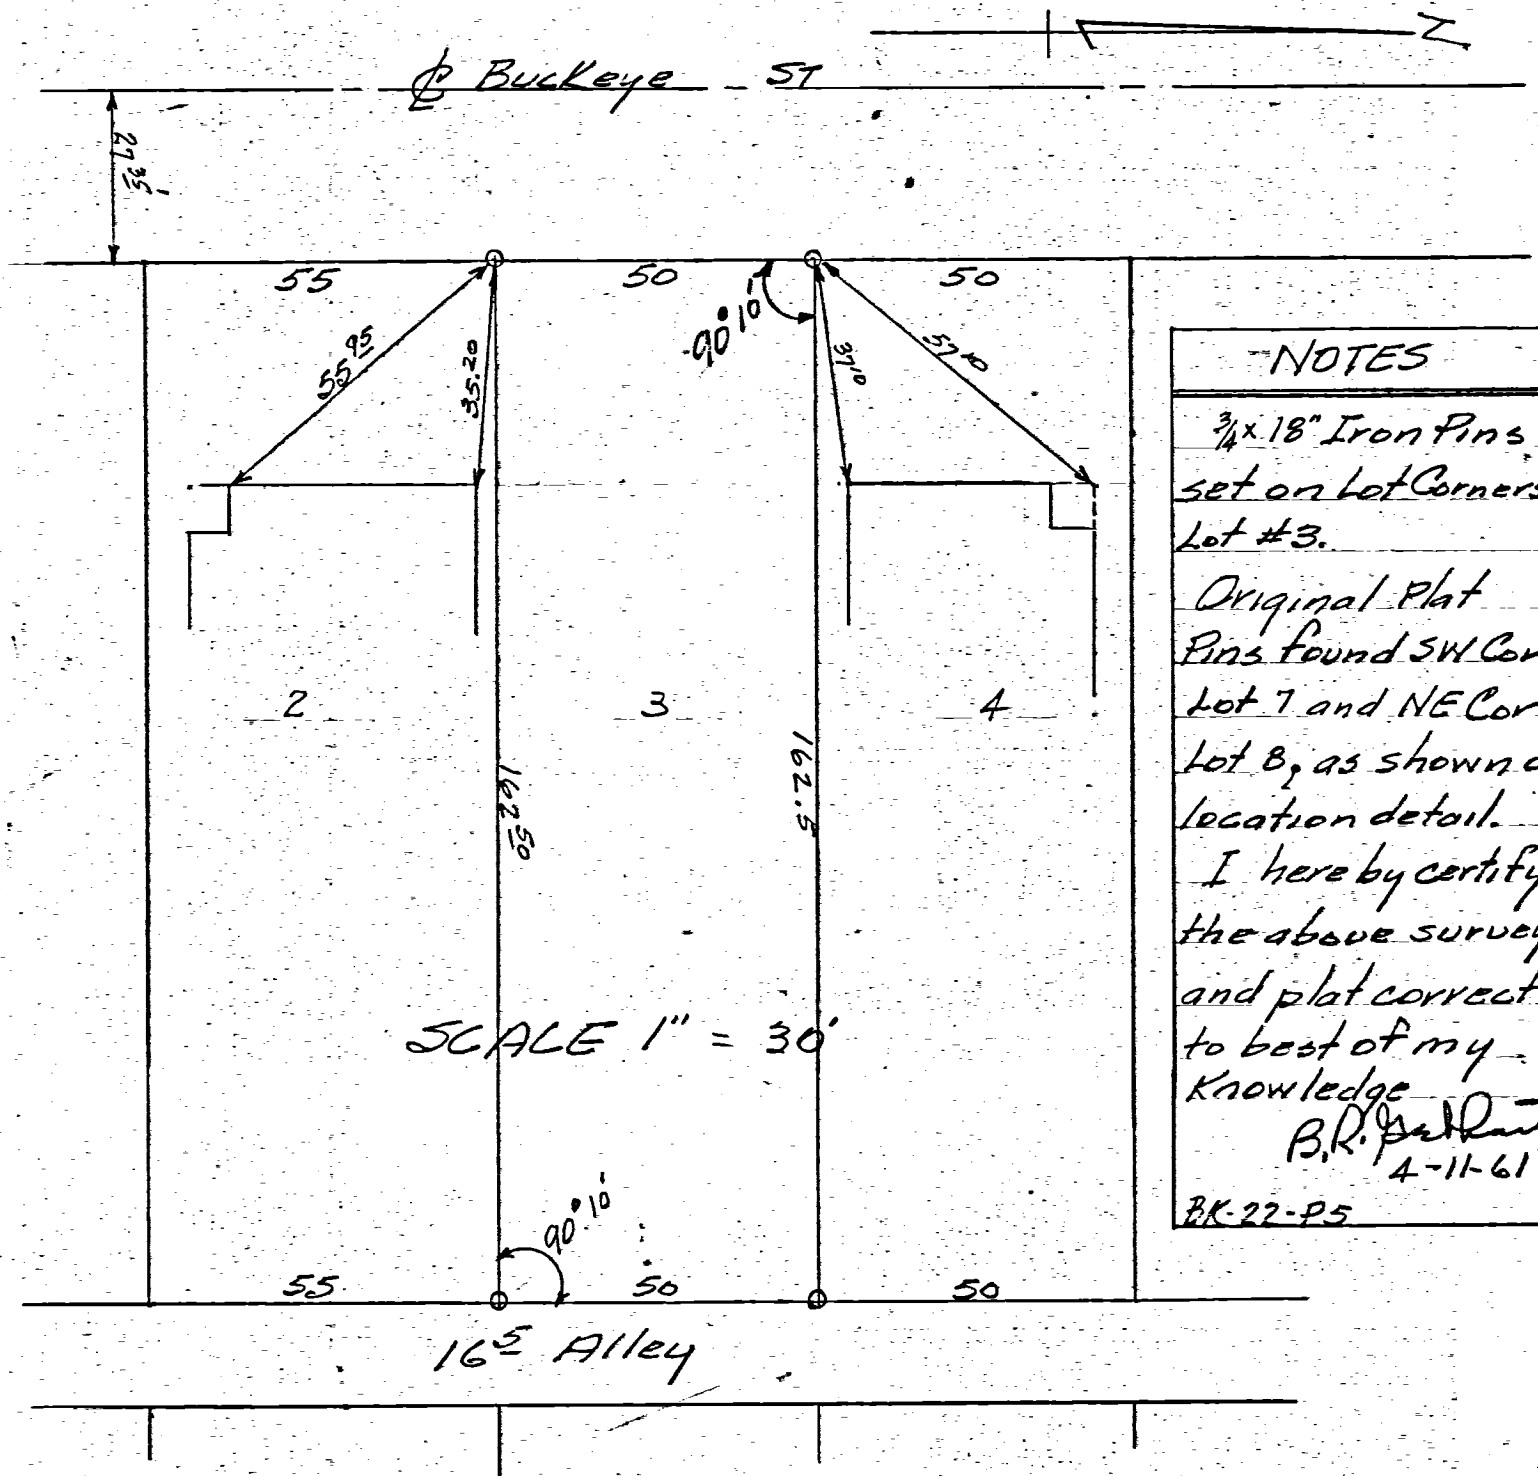 N
℄ Buckeye ST
27 35'
55
50
50
90° 10'
55 95
35.20
37 10
57 10
2
3
4
162 50
162.5
SCALE 1" = 30'
90° 10'
55
50
50
16 5 Alley
NOTES
3/4 x 18" Iron Pins
set on Lot Corners
Lot #3.
Original Plat
Pins found SW Cor
Lot 7 and NE Cor
Lot 8, as shown
location detail.
I hereby certify
the above survey
and plat correct
to best of my
Knowledge
B.R.
4-11-61
BK-22-P5